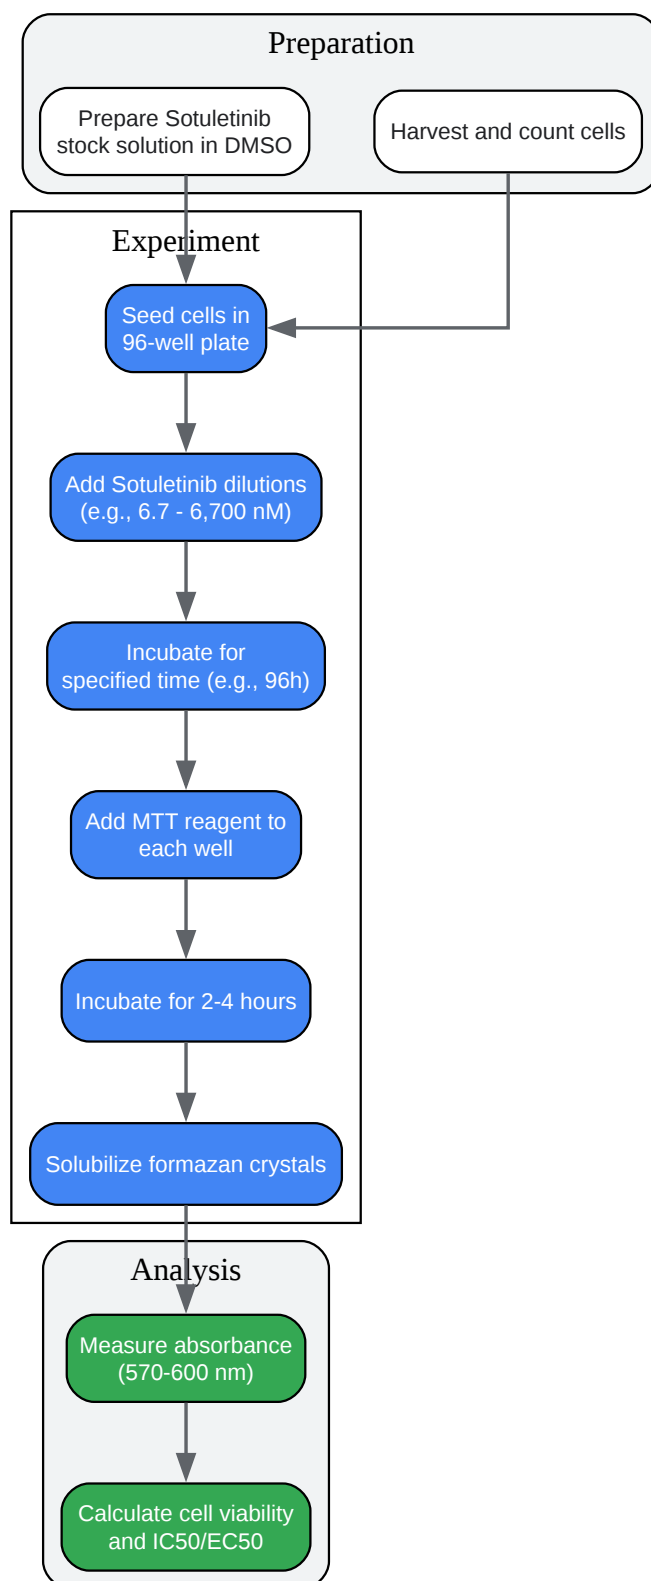 Preparation
Prepare Sotuletinib
stock solution in DMSO
Harvest and count cells
Experiment
Seed cells in
96-well plate
Add Sotuletinib dilutions
(e.g., 6.7 - 6,700 nM)
Incubate for
specified time (e.g., 96h)
Add MTT reagent to
each well
Incubate for 2-4 hours
Solubilize formazan crystals
Analysis
Measure absorbance
(570-600 nm)
Calculate cell viability
and IC50/EC50